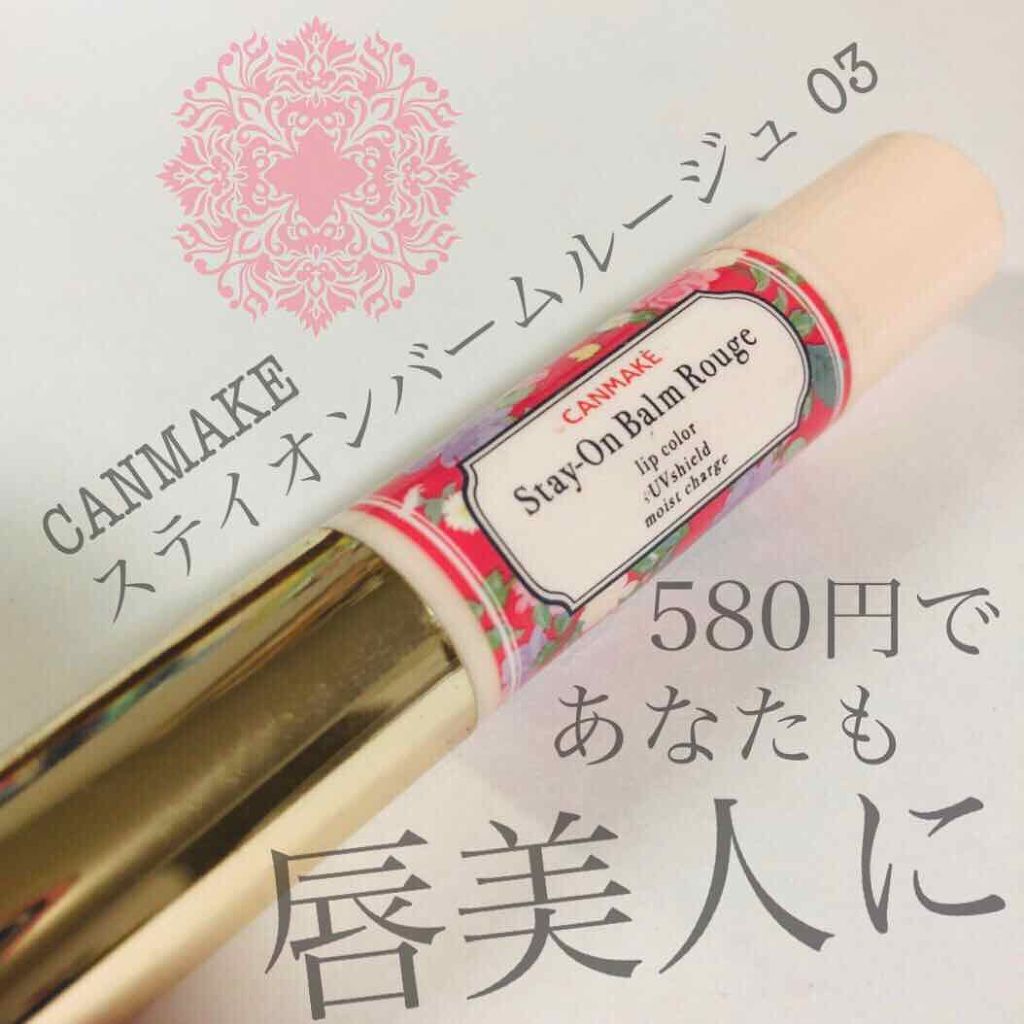 CANMAKE
ステイオンバームルージュ 03
CANMAKE
Stay-On Balm Rouge
lip color
&UVshield
moist charge
580円で
あなたも
唇美人に